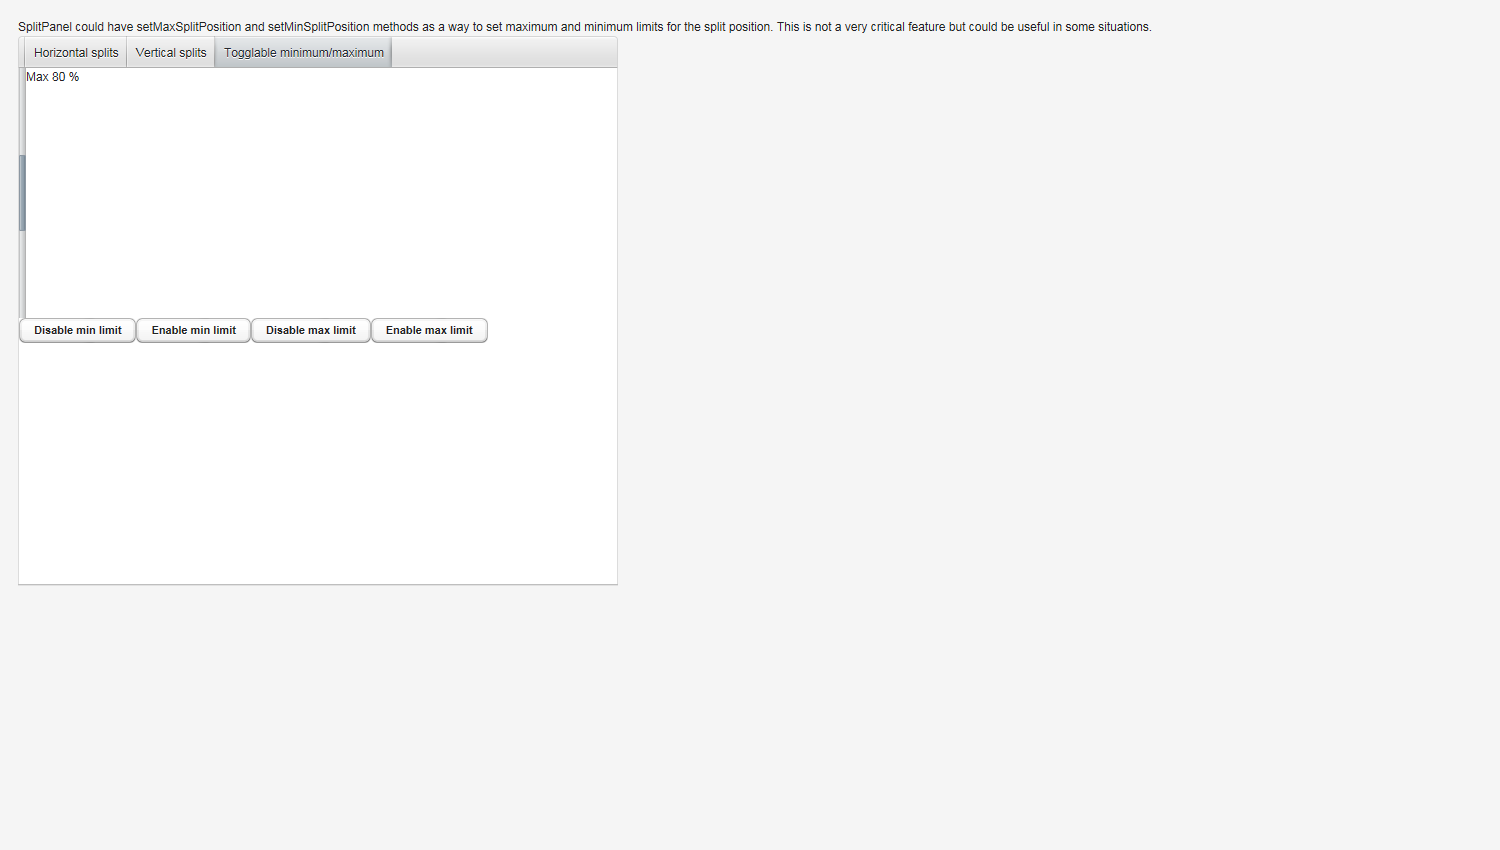 SplitPanel could have setMaxSplitPosition and setMinSplitPosition methods as a way to set maximum and minimum limits for the split position. This is not a very critical feature but could be useful in some situations.
Horizontal splits Vertical splits Togglable minimum/maximum
Max 80 %
Disable min limit Enable min limit Disable max limit Enable max limit